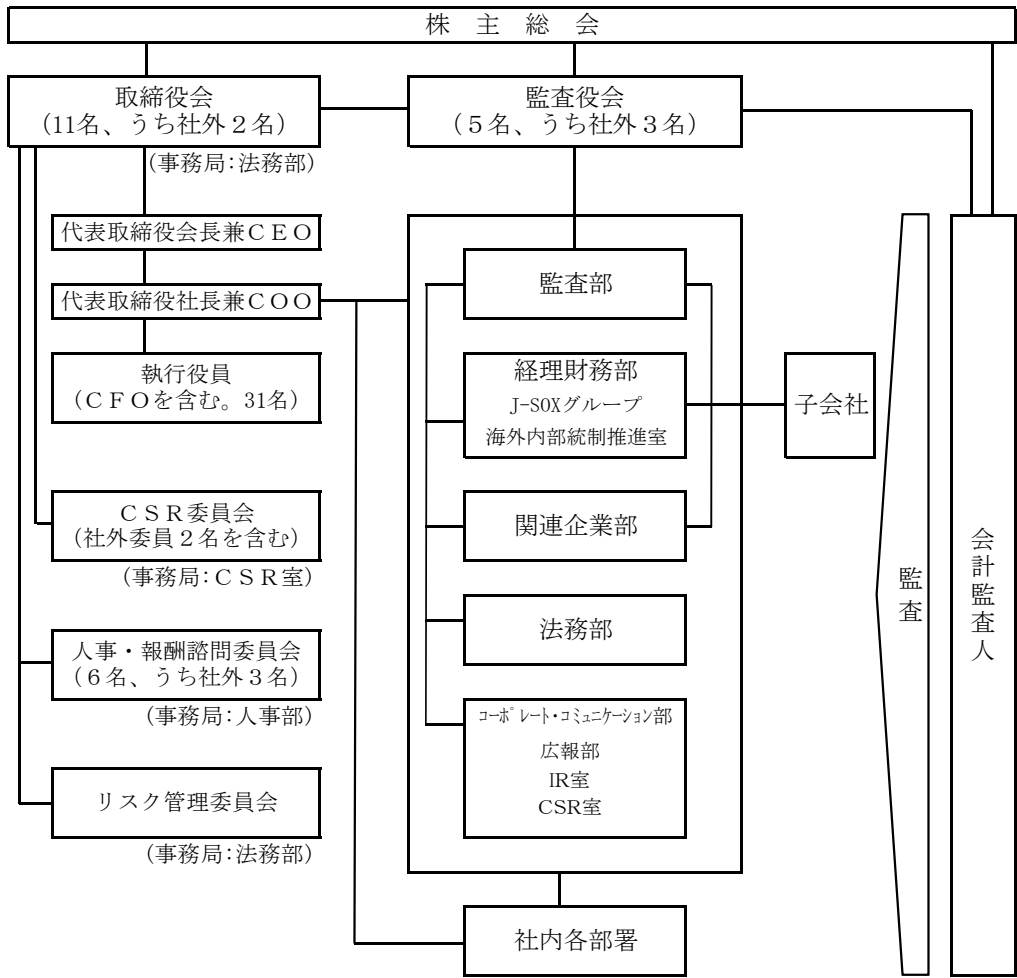 株主総会
取締役会
(11名、うち社外２名)
(事務局:法務部)
監査役会
(５名、うち社外３名)
代表取締役会長兼ＣＥＯ
代表取締役社長兼ＣＯＯ
執行役員
(ＣＦＯを含む。31名)
ＣＳＲ委員会
(社外委員２名を含む)
(事務局:ＣＳＲ室)
人事・報酬諮問委員会
(６名、うち社外３名)
(事務局:人事部)
リスク管理委員会
(事務局:法務部)
監査部
経理財務部
J-SOXグループ
海外内部統制推進室
関連企業部
法務部
ｺｰﾎﾟﾚｰﾄ・ｺﾐｭﾆｹｰｼｮﾝ部
広報部
IR室
CSR室
社内各部署
子会社
監査
会計監査人